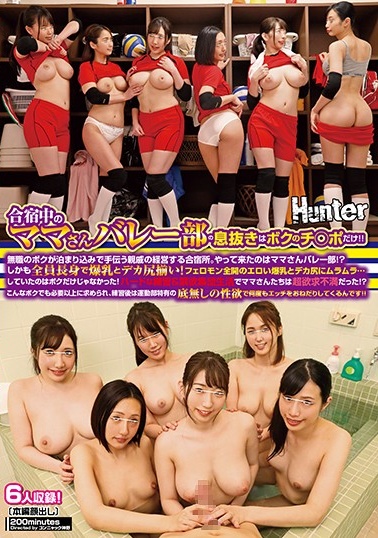 合宿中の
ママさんバレー部、息抜きはボクのチ○ポだけ!!
Hunter
無職のボクが泊まり込みで手伝う親戚の経営する合宿所。やって来たのはママさんバレー部!?
しかも全員長身で爆乳とデカ尻揃い!フェロモン全開のエロい爆乳とデカ尻にムラムラ…
していたのはボクだけじゃなかった!
でママさんたちは超欲求不満だった!?
こんなボクでも必要以上に求められ、練習後は運動部特有の底無しの性欲で何度もエッチをおねだりしてくるんです!!
6人収録!
[本編顔出し]
200minutes
Directed by コンニャック神野